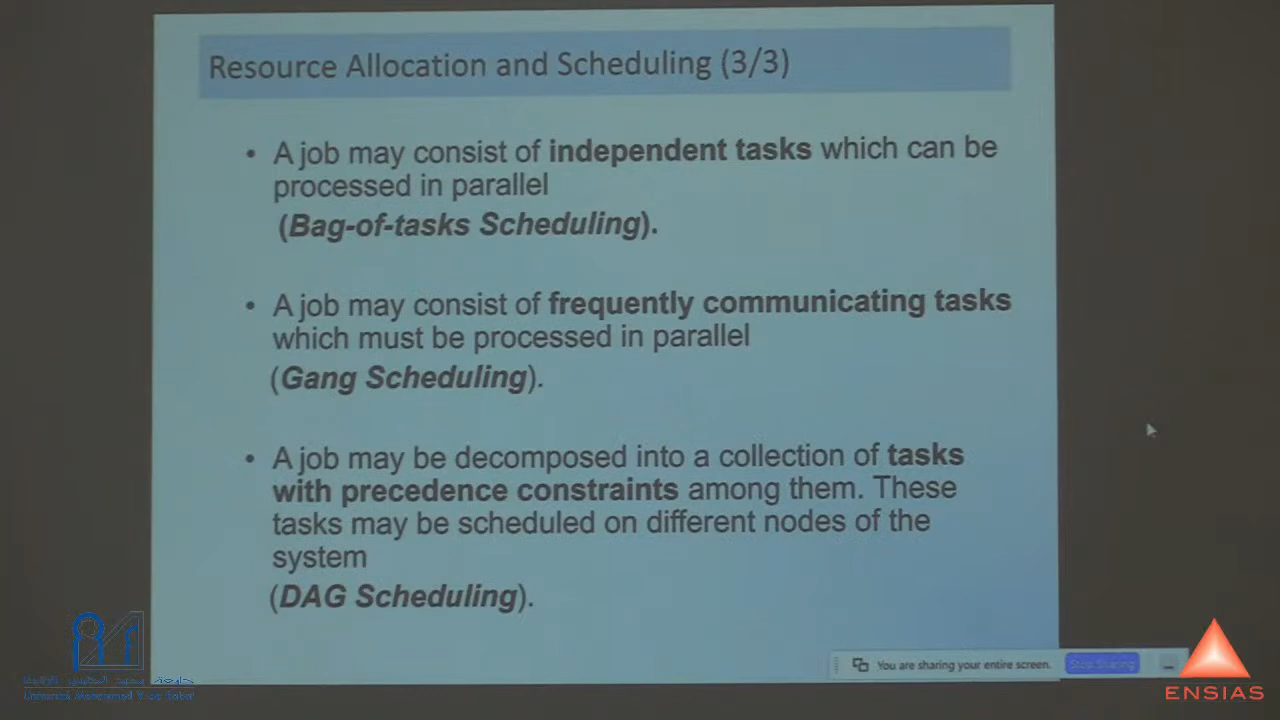 Resource Allocation and Scheduling (3/3)
• A job may consist of independent tasks which can be
processed in parallel
(Bag-of-tasks Scheduling).
• A job may consist of frequently communicating tasks
which must be processed in parallel
(Gang Scheduling).
• A job may be decomposed into a collection of tasks
with precedence constraints among them. These
tasks may be scheduled on different nodes of the
system
(DAG Scheduling).
You are sharing your entire screen.
Stop Sharing
ENSIAS